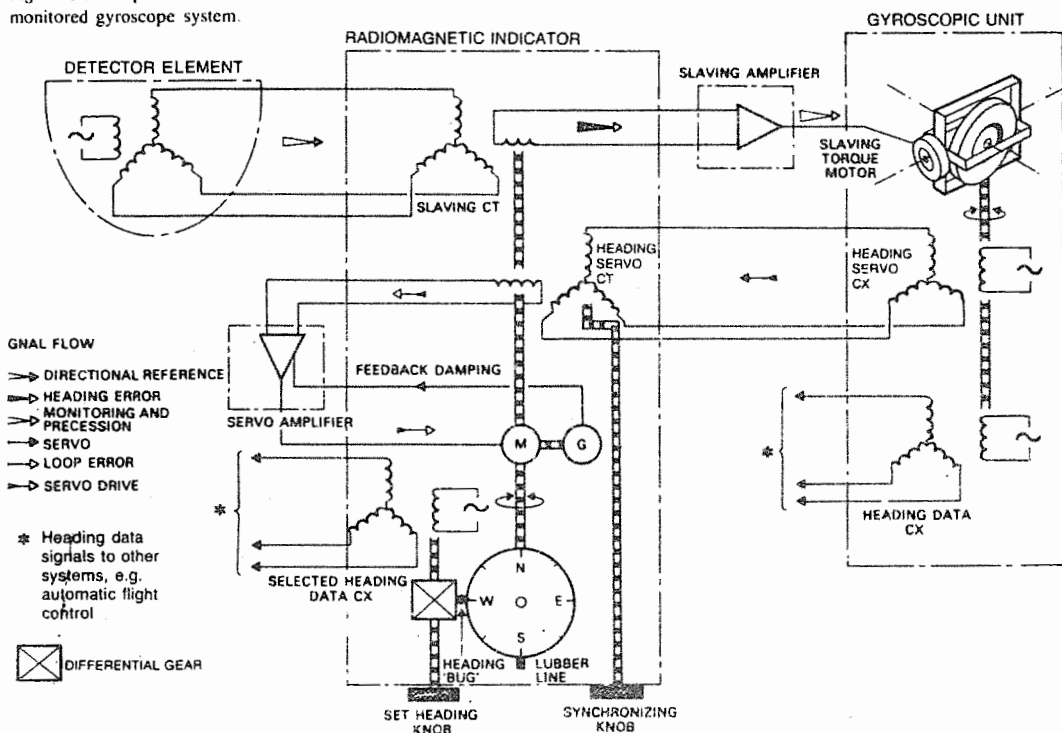 monitored gyroscope system.
GYROSCOPIC UNIT
RADIOMAGNETIC INDICATOR
DETECTOR ELEMENT
SLAVING AMPLIFIER
SLAVING
TORQUE
MOTOR
SLAVING CT
HEADING
SERVO
CT
HEADING
SERVO
CX
GNAL FLOW
DIRECTIONAL REFERENCE
HEADING ERROR
MONITORING AND
PRECESSION
SERVO
LOOP ERROR
SERVO DRIVE
FEEDBACK DAMPING
SERVO AMPLIFIER
M
G
*
*
HEADING DATA
CX
* Heading data
signals to other
systems, e.g.
automatic flight
control
SELECTED HEADING
DATA CX
N
W
O
E
S
DIFFERENTIAL GEAR
HEADING
'BUG'
LUBBER
LINE
SET HEADING
KNOB
SYNCHRONIZING
KNOB